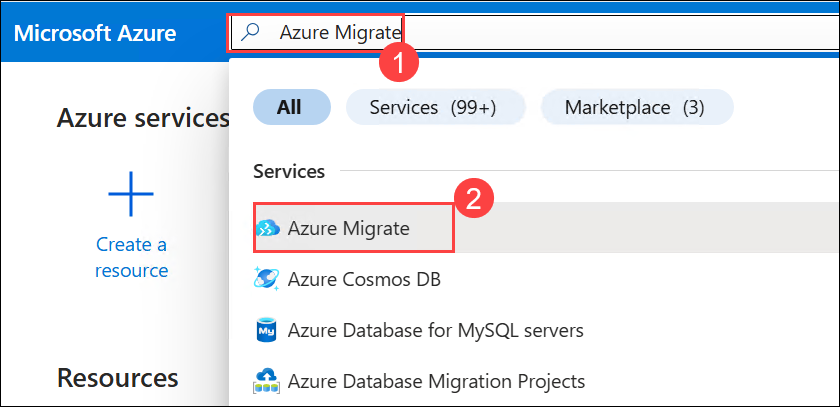 Microsoft Azure
Azure Migrate
1
All
Services (99+)
Marketplace (3)
Azure services
Services
2
Create a
resource
Azure Migrate
Azure Cosmos DB
My
Azure Database for MySQL servers
Resources
Azure Database Migration Projects